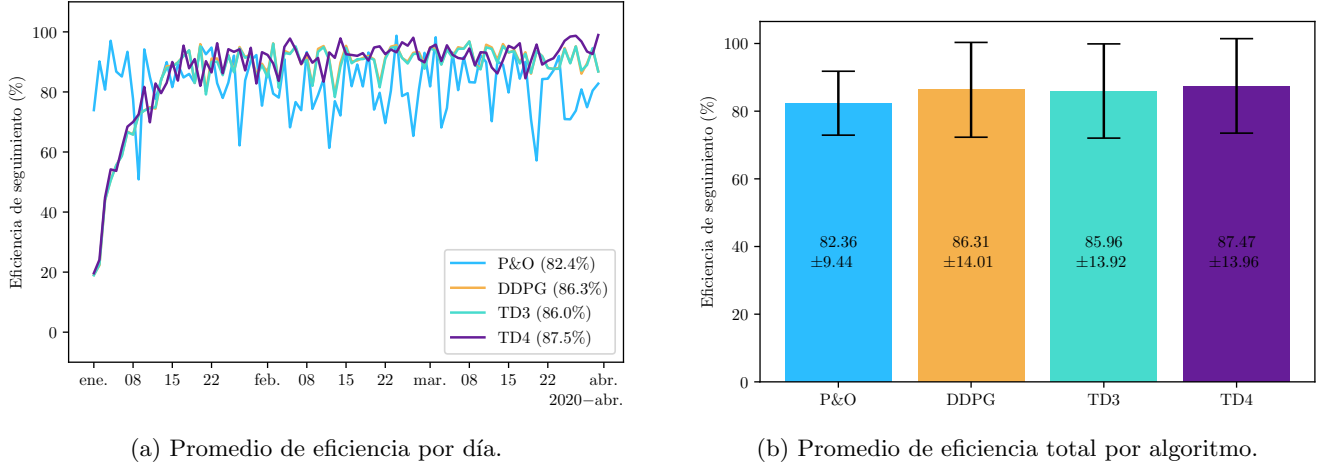 Eficiencia de seguimiento (%)
100
80
60
40
20
0
P&O (82.4%)
DDPG (86.3%)
TD3 (86.0%)
TD4 (87.5%)
ene. 08 15 22 feb. 08 15 22 mar. 08 15 22 abr.
2020−abr.
(a) Promedio de eficiencia por día.
Eficiencia de seguimiento (%)
100
80
60
40
20
0
82.36 86.31 85.96 87.47
±9.44 ±14.01 ±13.92 ±13.96
P&O DDPG TD3 TD4
(b) Promedio de eficiencia total por algoritmo.